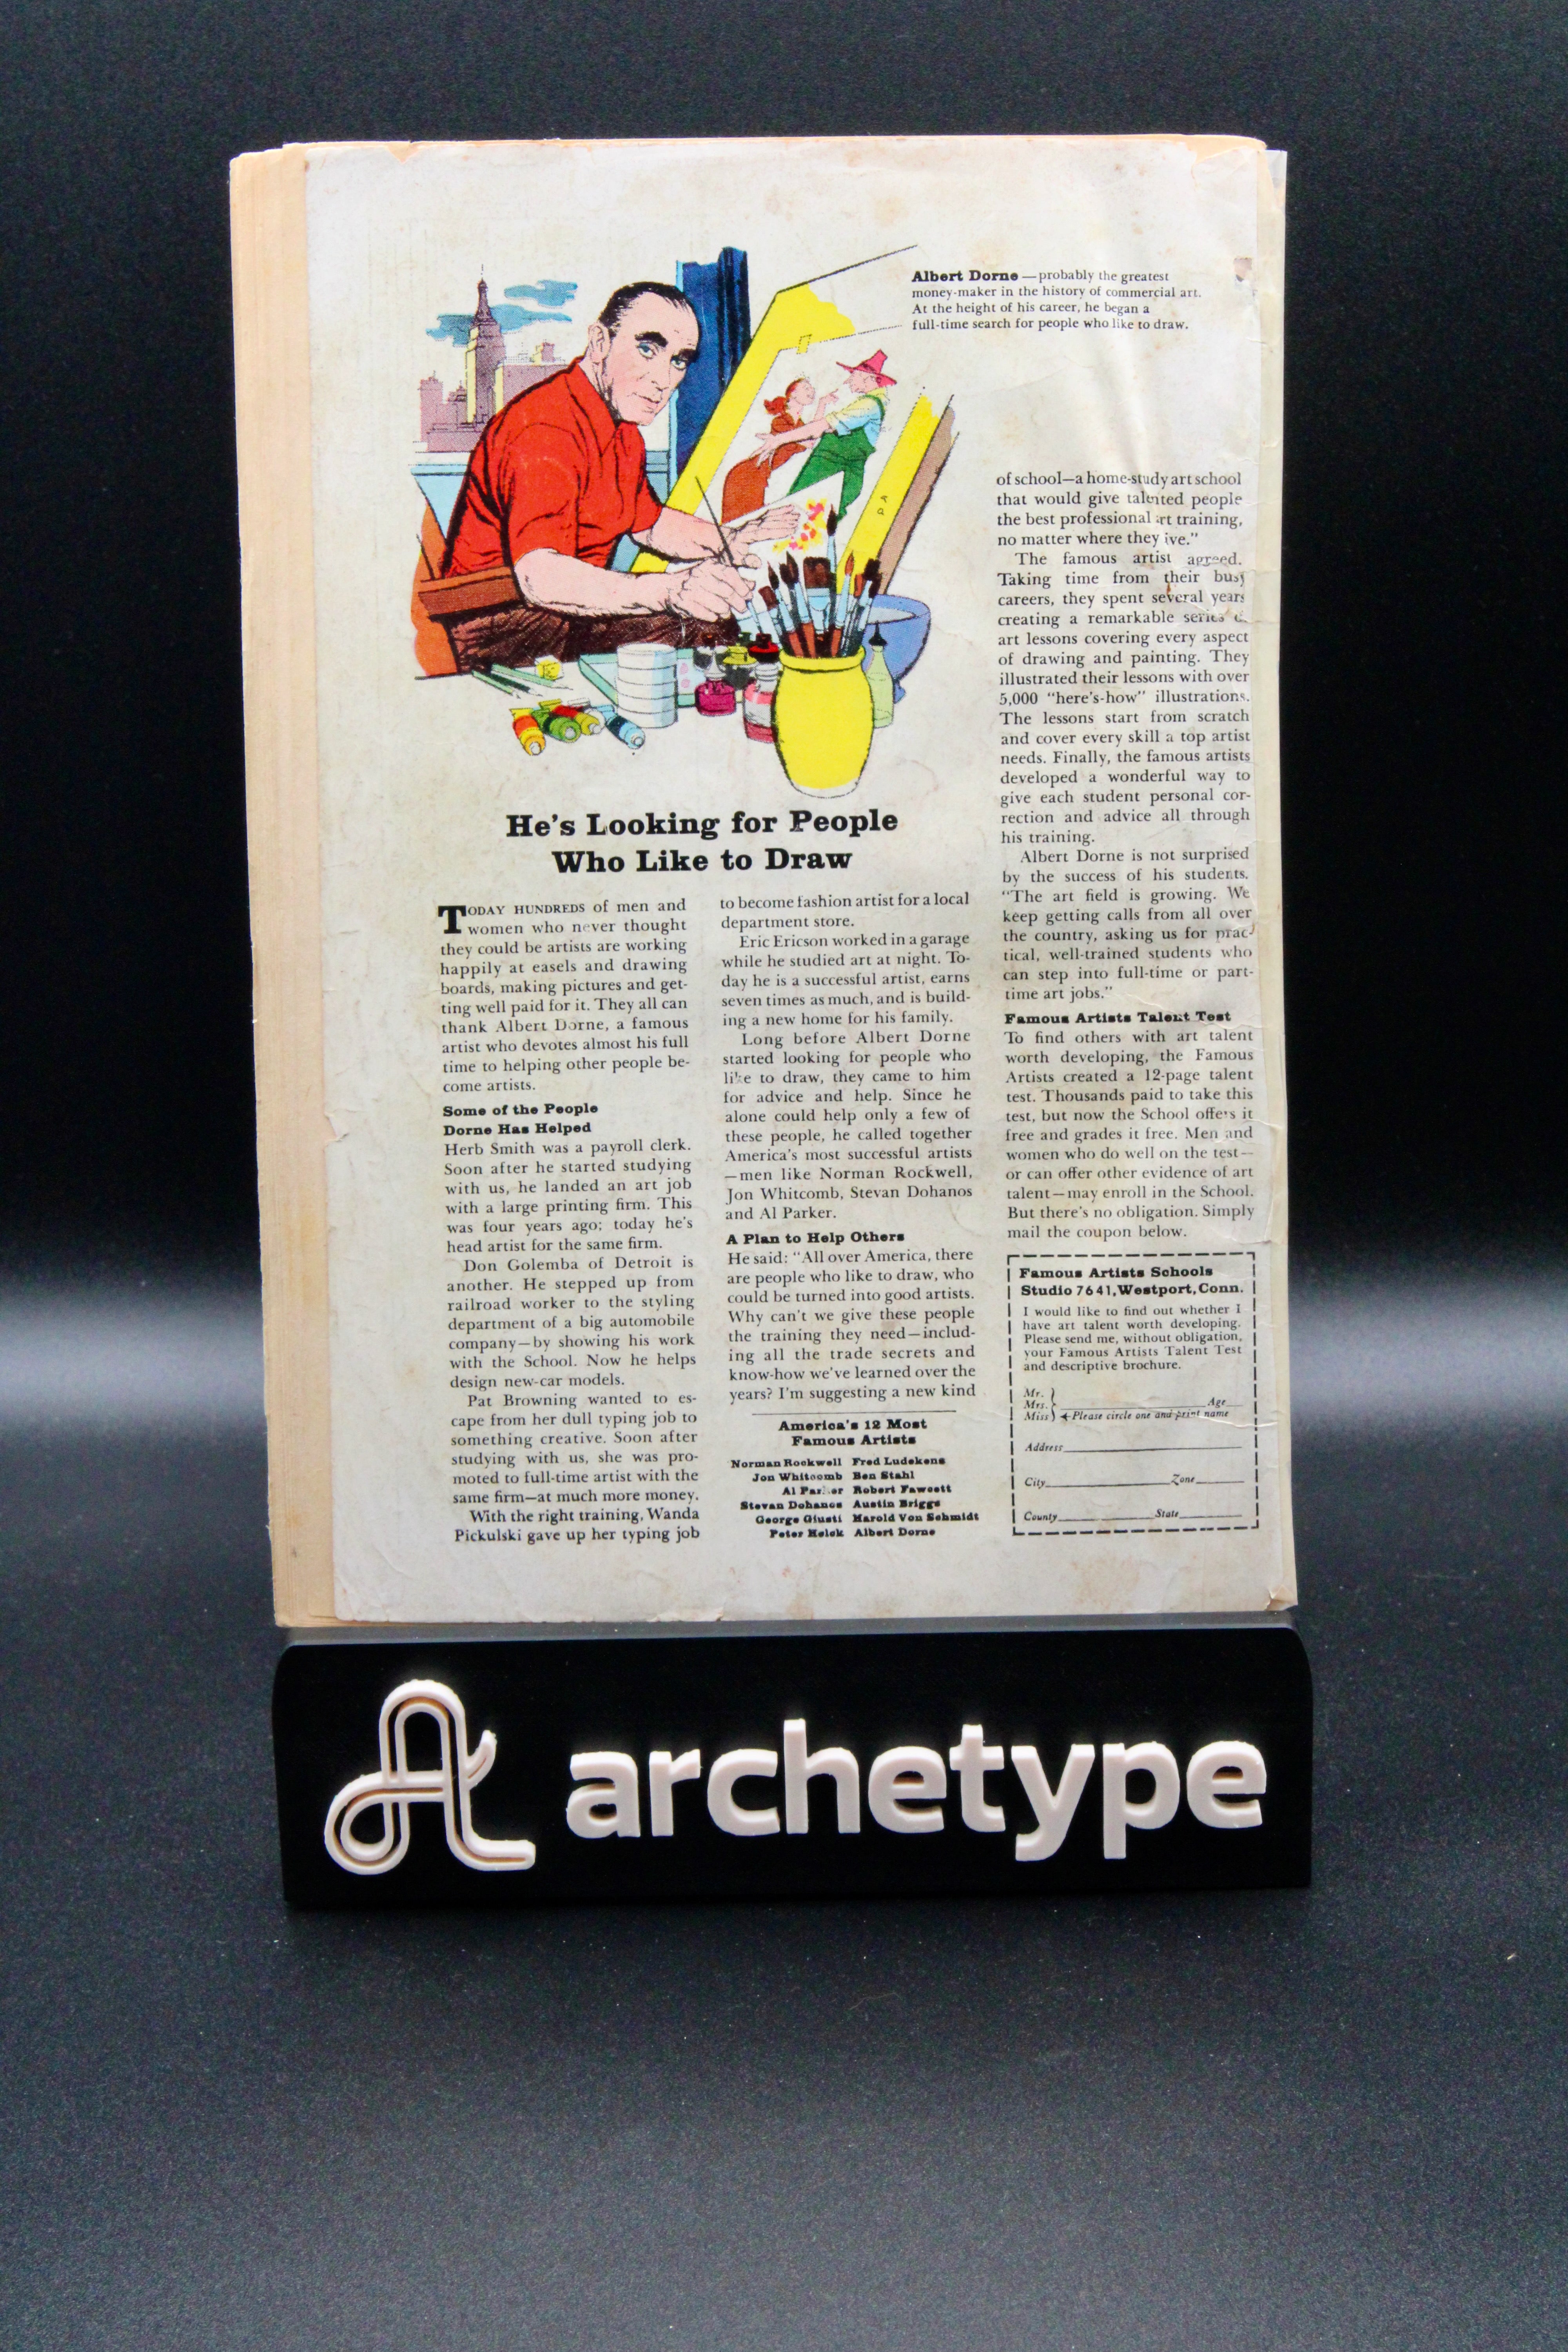 Albert Dorne — probably the greatest
money-maker in the history of commercial art.
At the height of his career, he began a
full-time search for people who like to draw.
He's Looking for People
Who Like to Draw
TODAY HUNDREDS of men and
women who never thought
they could be artists are working
happily at easels and drawing
boards, making pictures and get-
ting well paid for it. They all can
thank Albert Dorne, a famous
artist who devotes almost his full
time to helping other people be-
come artists.
Some of the People
Dorne Has Helped
Herb Smith was a payroll clerk.
Soon after he started studying
with us, he landed an art job
with a large printing firm. This
was four years ago; today he's
head artist for the same firm.
Don Golemba of Detroit is
another. He stepped up from
railroad worker to the styling
department of a big automobile
company—by showing his work
with the School. Now he helps
design new-car models.
Pat Browning wanted to es-
cape from her dull typing job to
something creative. Soon after
studying with us, she was pro-
moted to full-time artist with the
same firm—at much more money.
With the right training, Wanda
Pickulski gave up her typing job
to become fashion artist for a local
department store.
Eric Ericson worked in a garage
while he studied art at night. To-
day he is a successful artist, earns
seven times as much, and is build-
ing a new home for his family.
Long before Albert Dorne
started looking for people who
like to draw, they came to him
for advice and help. Since he
alone could help only a few of
these people, he called together
America's most successful artists
—men like Norman Rockwell,
Jon Whitcomb, Stevan Dohanos
and Al Parker.
A Plan to Help Others
He said: "All over America, there
are people who like to draw, who
could be turned into good artists.
Why can't we give these people
the training they need—includ-
ing all the trade secrets and
know-how we've learned over the
years? I'm suggesting a new kind
America's 12 Most
Famous Artists
Norman Rockwell Fred Ludekens
Jon Whitcomb Ben Stahl
Al Parker Robert Fawcett
Stevan Dohanos Austin Briggs
George Giusti Harold Von Schmidt
Peter Helck Albert Dorne
of school—a home-study art school
that would give talented people
the best professional art training,
no matter where they live."
The famous artist agreed.
Taking time from their busy
careers, they spent several years
creating a remarkable series
art lessons covering every aspect
of drawing and painting. They
illustrated their lessons with over
5,000 "here's-how" illustrations.
The lessons start from scratch
and cover every skill a top artist
needs. Finally, the famous artists
developed a wonderful way to
give each student personal cor-
rection and advice all through
his training.
Albert Dorne is not surprised
by the success of his students.
"The art field is growing. We
keep getting calls from all over
the country, asking us for prac-
tical, well-trained students who
can step into full-time or part-
time art jobs."
Famous Artists Talent Test
To find others with art talent
worth developing, the Famous
Artists created a 12-page talent
test. Thousands paid to take this
test, but now the School offers it
free and grades it free. Men and
women who do well on the test—
or can offer other evidence of art
talent—may enroll in the School.
But there's no obligation. Simply
mail the coupon below.
Famous Artists Schools
Studio 7641, Westport, Conn.
I would like to find out whether I
have art talent worth developing.
Please send me, without obligation,
your Famous Artists Talent Test
and descriptive brochure.
Mr.
Mrs. Age
Miss Please circle one and print name
Address
City Zone
County State
archetype